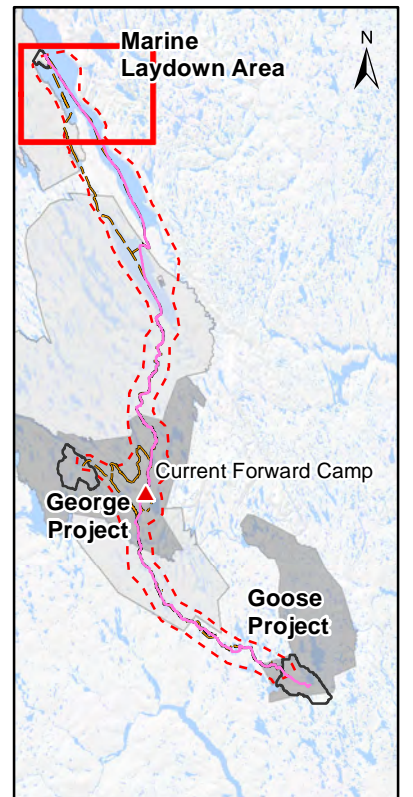 Marine
Laydown Area
N
Current Forward Camp
George
Project
Goose
Project